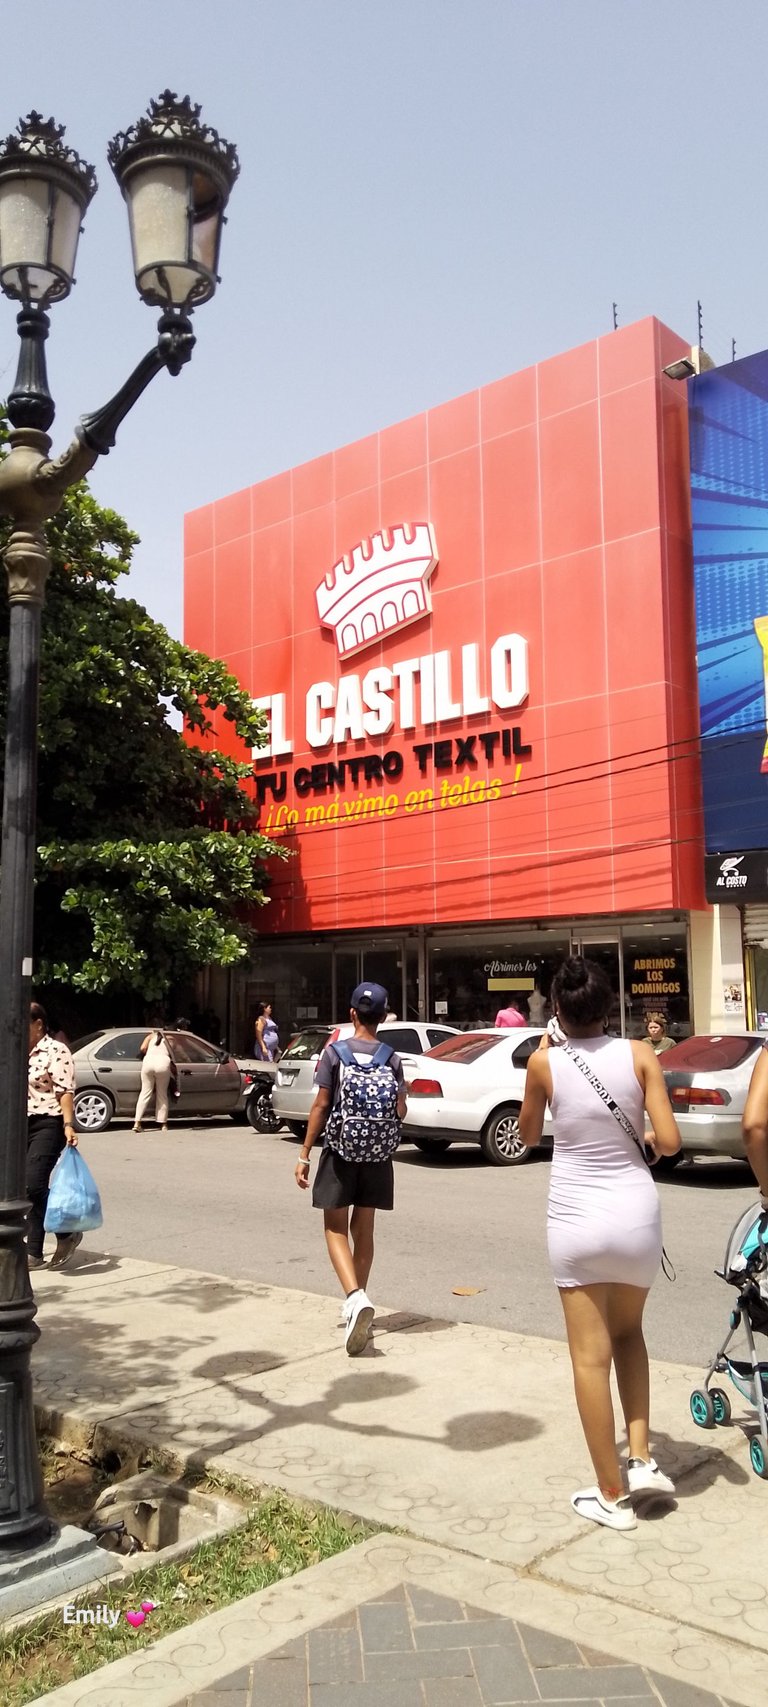 EL CASTILLO
TU CENTRO TEXTIL
¡Lo máximo en telas!
AL COSTO
Abrimos los
ABRIMOS
LOS
DOMINGOS
Emily 💕